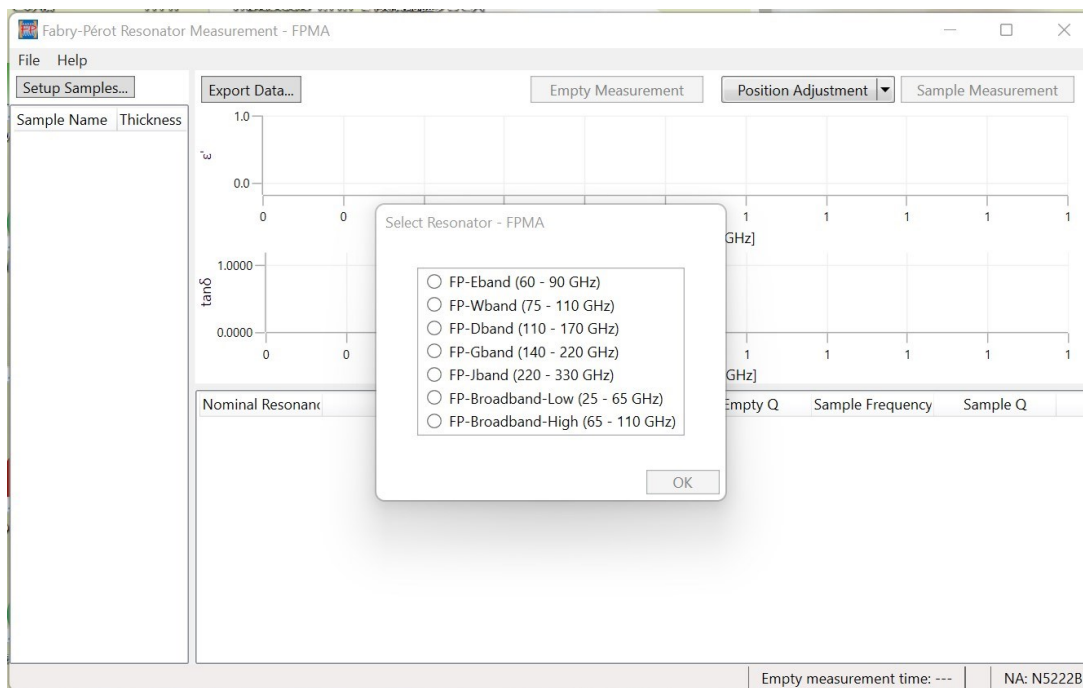 Fabry-Pérot Resonator Measurement - FPMA
File Help
Setup Samples...
Export Data...
Empty Measurement
Position Adjustment
Sample Measurement
Sample Name Thickness
1.0
ε'
0.0
0 0 1 1 1 1 1
GHz]
1.0000
tanδ
0.0000
0 0 1 1 1 1 1
GHz]
Select Resonator - FPMA
FP-Eband (60 - 90 GHz)
FP-Wband (75 - 110 GHz)
FP-Dband (110 - 170 GHz)
FP-Gband (140 - 220 GHz)
FP-Jband (220 - 330 GHz)
FP-Broadband-Low (25 - 65 GHz)
FP-Broadband-High (65 - 110 GHz)
OK
Nominal Resonanc Empty Q Sample Frequency Sample Q
Empty measurement time: --- NA: N5222B